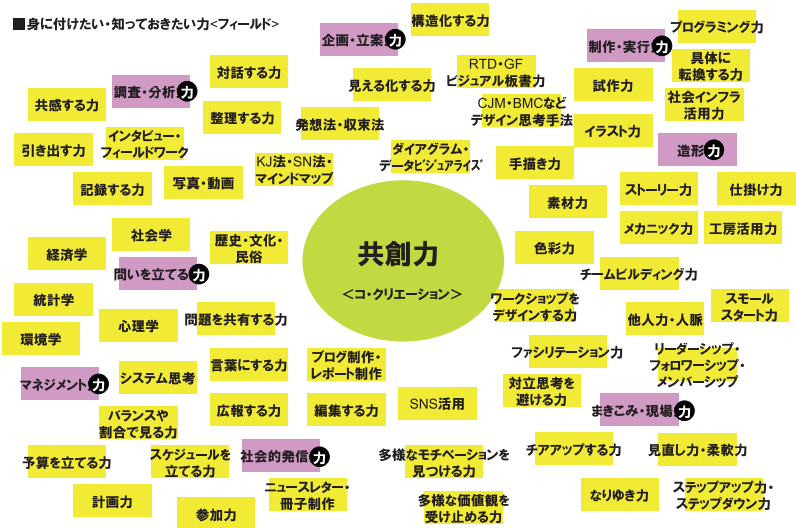 ■身に付けたい・知っておきたい力<フィールド>
構造化する力
企画・立案 力
プログラミング力
制作・実行 力
具体に
転換する力
対話する力
RTD・GF
ビジュアル板書力
見える化する力
試作力
調査・分析 力
共感する力
社会インフラ
活用力
CJM・BMCなど
デザイン思考手法
整理する力
発想法・収束法
イラスト力
引き出す力
インタビュー・
フィールドワーク
ダイアグラム・
データビジュアライズ
造形 力
KJ法・SN法・
マインドマップ
手描き力
記録する力
写真・動画
素材力
ストーリー力
仕掛け力
メカニック力
工房活用力
社会学
歴史・文化・
民俗
経済学
共創力
<コ・クリエーション>
色彩力
問いを立てる 力
チームビルディング力
統計学
ワークショップを
デザインする力
スモール
スタート力
心理学
問題を共有する力
他人力・人脈
環境学
ファシリテーション力
リーダーシップ・
フォロワーシップ・
メンバーシップ
言葉にする力
ブログ制作・
レポート制作
マネジメント 力
システム思考
対立思考を
避ける力
バランスや
割合で見る力
広報する力
編集する力
SNS活用
まきこみ・現場 力
予算を立てる力
スケジュールを
立てる力
社会的発信 力
多様なモチベーションを
見つける力
チアアップする力
見直し力・柔軟力
計画力
参加力
ニュースレター・
冊子制作
多様な価値観を
受け止める力
なりゆき力
ステップアップ力・
ステップダウン力